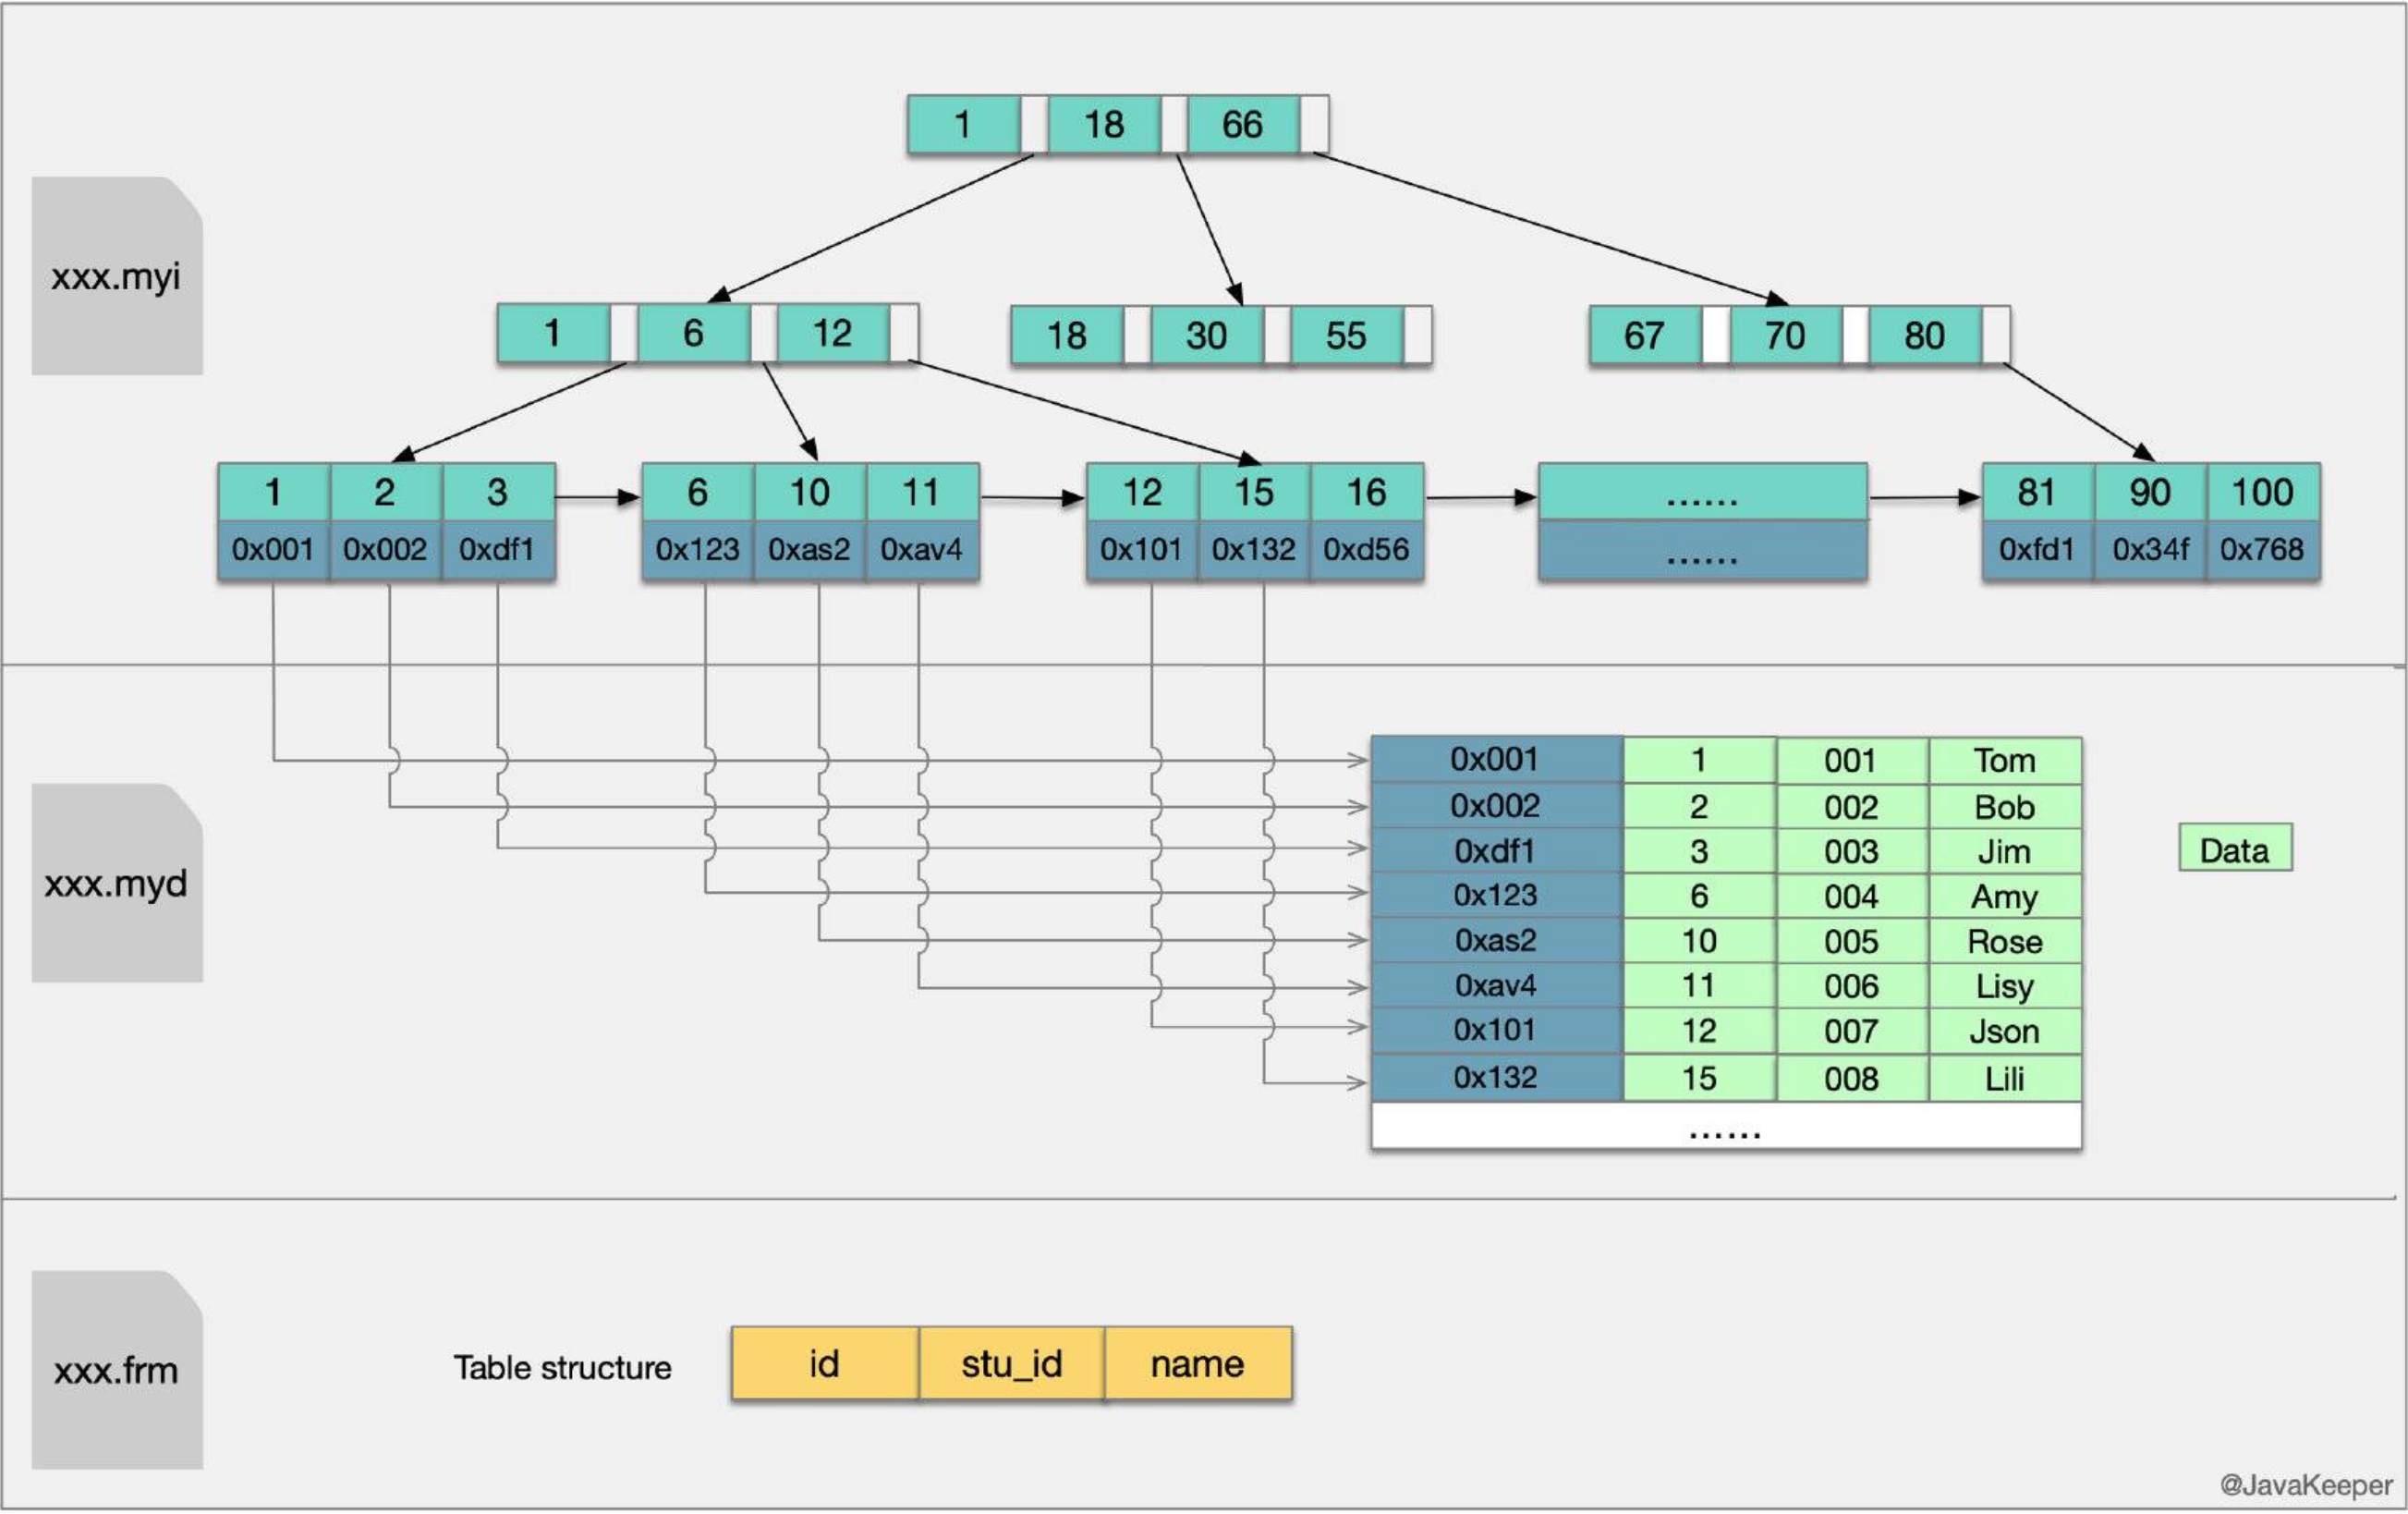 1 18 66
xxx.myi
1 6 12
18 30 55
67 70 80
1 2 3
0x001 0x002 0xdf1
6 10 11
0x123 0xas2 0xav4
12 15 16
0x101 0x132 0xd56
......
......
81 90 100
0xfd1 0x34f 0x768
xxx.myd
0x001 1 001 Tom
0x002 2 002 Bob
0xdf1 3 003 Jim
0x123 6 004 Amy
0xas2 10 005 Rose
0xav4 11 006 Lisy
0x101 12 007 Json
0x132 15 008 Lili
......
Data
xxx.frm
Table structure
id stu_id name
@JavaKeeper